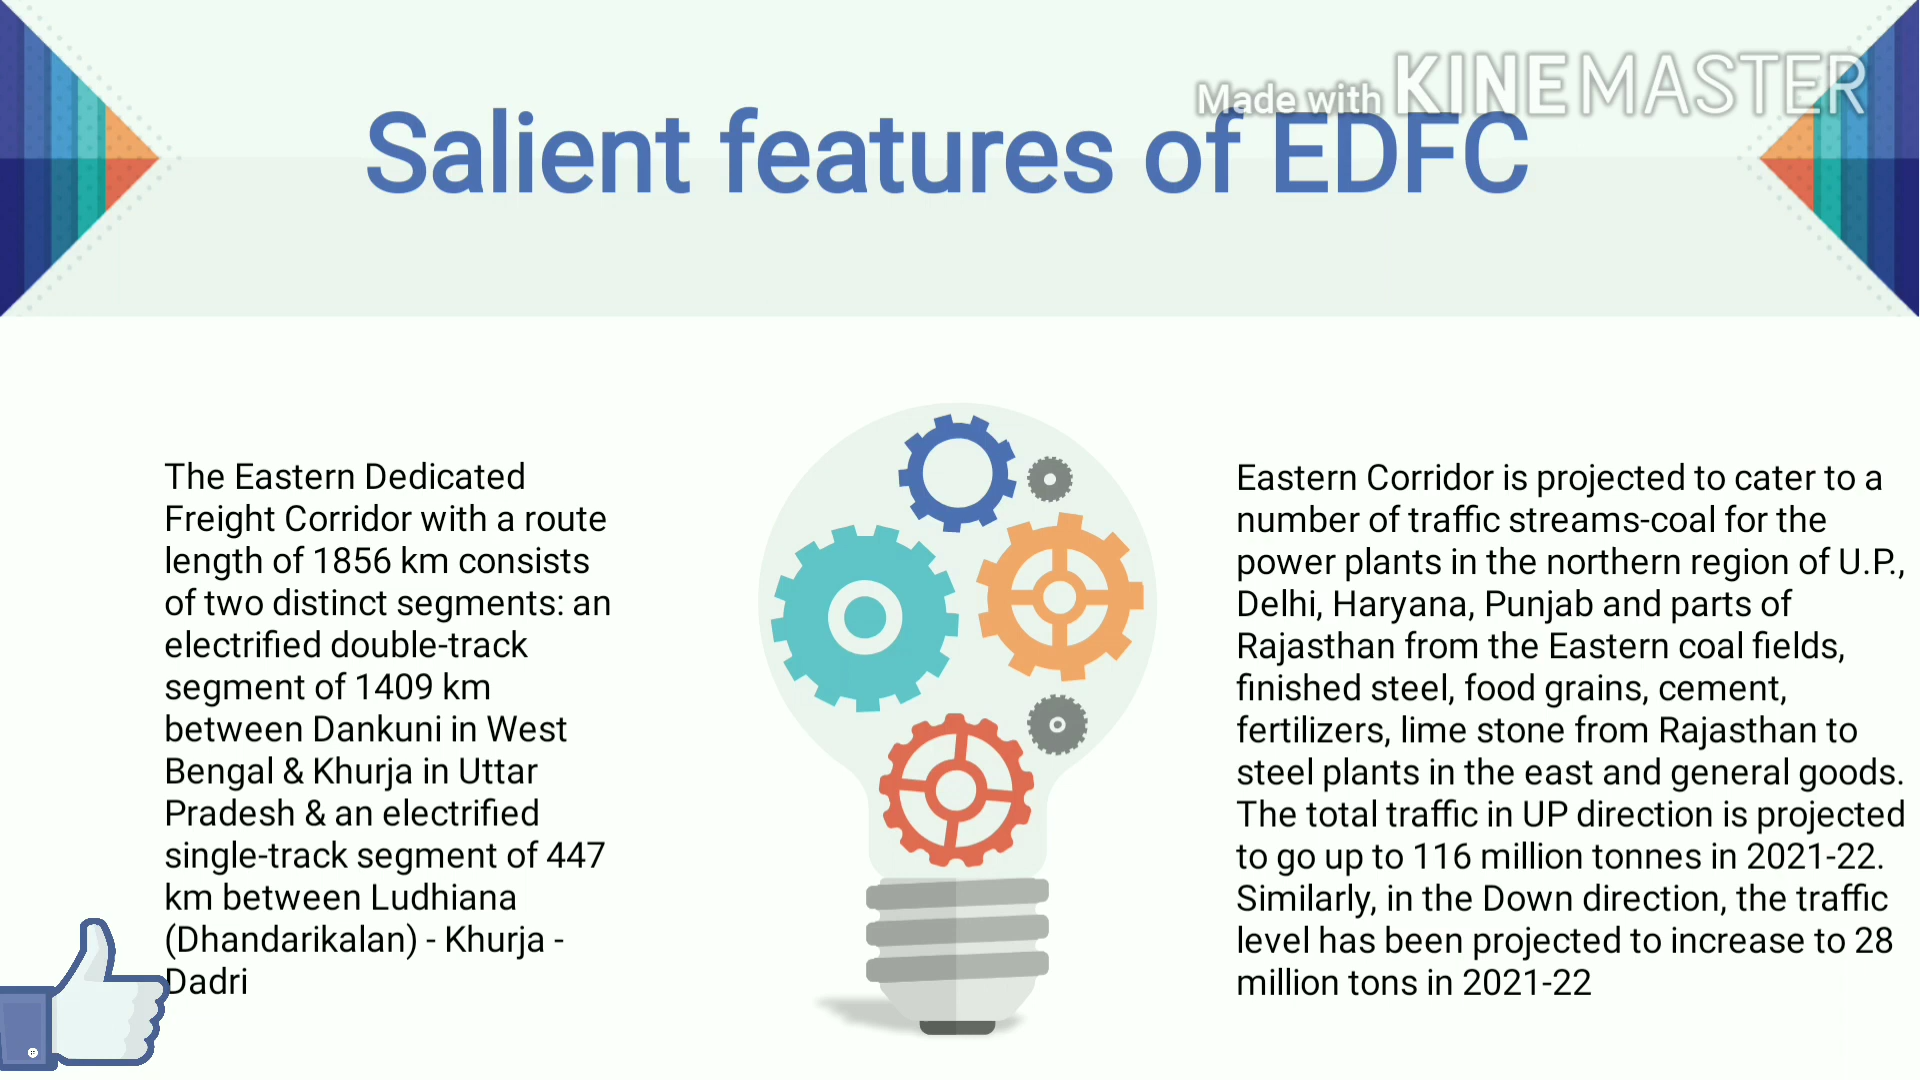 Made with KINEMASTER
Salient features of EDFC
The Eastern Dedicated
Freight Corridor with a route
length of 1856 km consists
of two distinct segments: an
electrified double-track
segment of 1409 km
between Dankuni in West
Bengal & Khurja in Uttar
Pradesh & an electrified
single-track segment of 447
km between Ludhiana
(Dhandarikalan) - Khurja -
Dadri
Eastern Corridor is projected to cater to a
number of traffic streams-coal for the
power plants in the northern region of U.P.,
Delhi, Haryana, Punjab and parts of
Rajasthan from the Eastern coal fields,
finished steel, food grains, cement,
fertilizers, lime stone from Rajasthan to
steel plants in the east and general goods.
The total traffic in UP direction is projected
to go up to 116 million tonnes in 2021-22.
Similarly, in the Down direction, the traffic
level has been projected to increase to 28
million tons in 2021-22